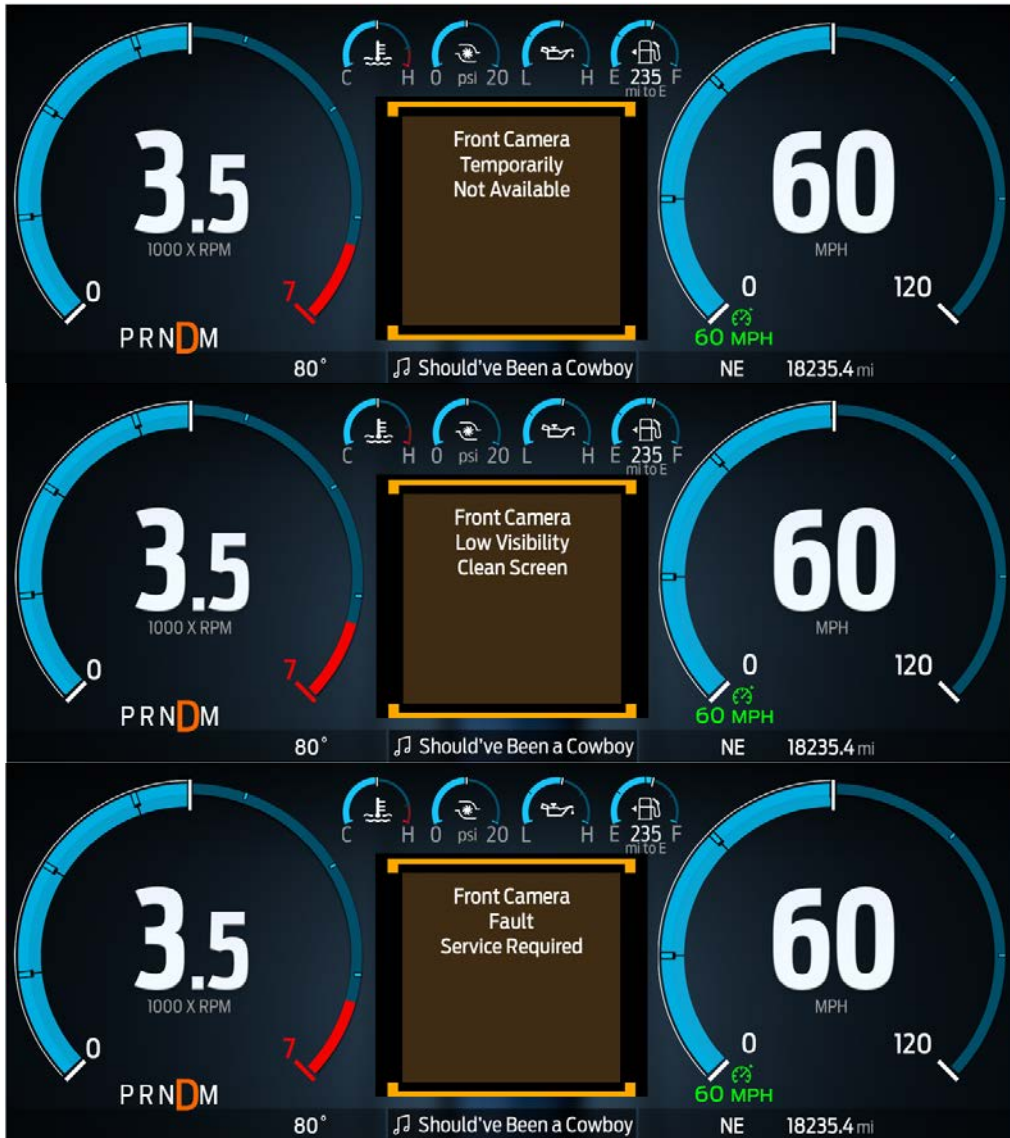 C H 0 psi 20 L H E 235 F
mi to E
Front Camera
Temporarily
Not Available
3.5
1000 X RPM
0 7
PRNDM
60
MPH
0 120
60 MPH
80° Should've Been a Cowboy NE 18235.4 mi
C H 0 psi 20 L H E 235 F
mi to E
Front Camera
Low Visibility
Clean Screen
3.5
1000 X RPM
0 7
PRNDM
60
MPH
0 120
60 MPH
80° Should've Been a Cowboy NE 18235.4 mi
C H 0 psi 20 L H E 235 F
mi to E
Front Camera
Fault
Service Required
3.5
1000 X RPM
0 7
PRNDM
60
MPH
0 120
60 MPH
80° Should've Been a Cowboy NE 18235.4 mi